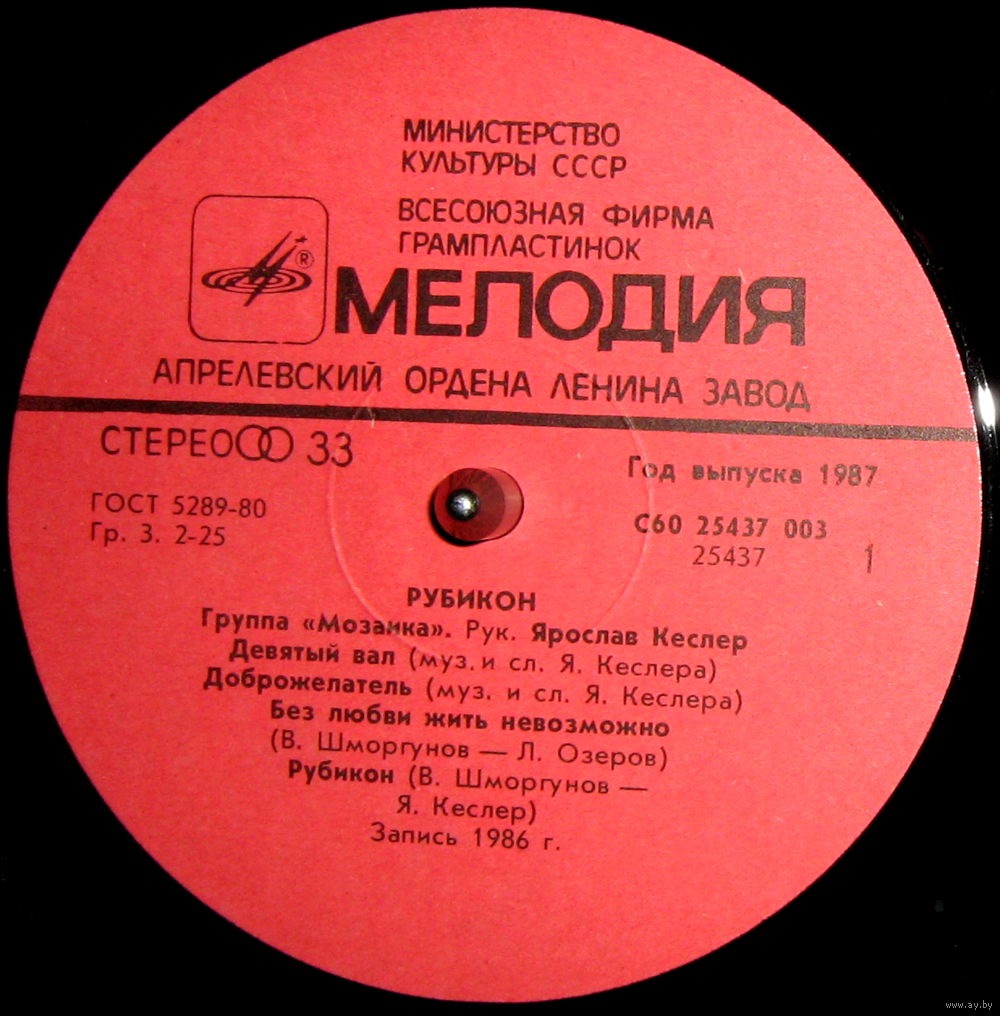 МИНИСТЕРСТВО
КУЛЬТУРЫ СССР
ВСЕСОЮЗНАЯ ФИРМА
ГРАМПЛАСТИНОК
®
МЕЛОДИЯ
АПРЕЛЕВСКИЙ ОРДЕНА ЛЕНИНА ЗАВОД
СТЕРЕО 33
Год выпуска 1987
ГОСТ 5289-80
Гр. 3. 2-25
С60 25437 003
25437
1
РУБИКОН
Группа «Мозаика». Рук. Ярослав Кеслер
Девятый вал (муз. и сл. Я. Кеслера)
Доброжелатель (муз. и сл. Я. Кеслера)
Без любви жить невозможно
(В. Шморгунов — Л. Озеров)
Рубикон (В. Шморгунов —
Я. Кеслер)
Запись 1986 г.
www.ay.by